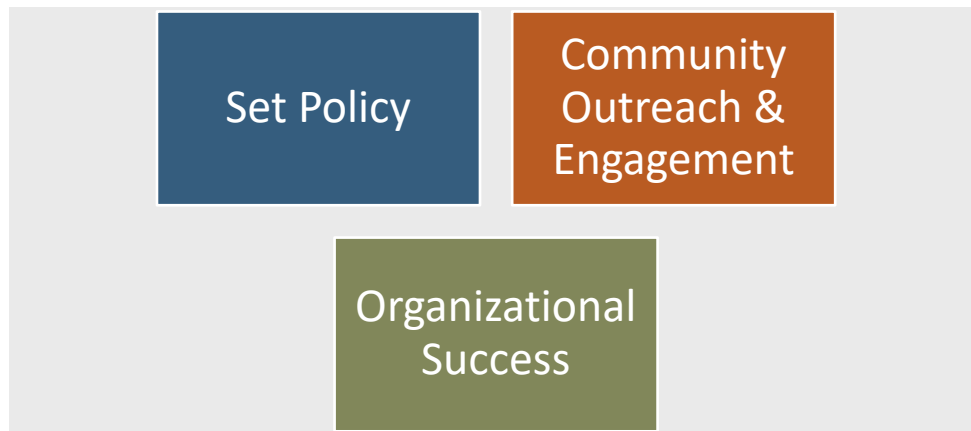 Set Policy
Community
Outreach &
Engagement
Organizational
Success